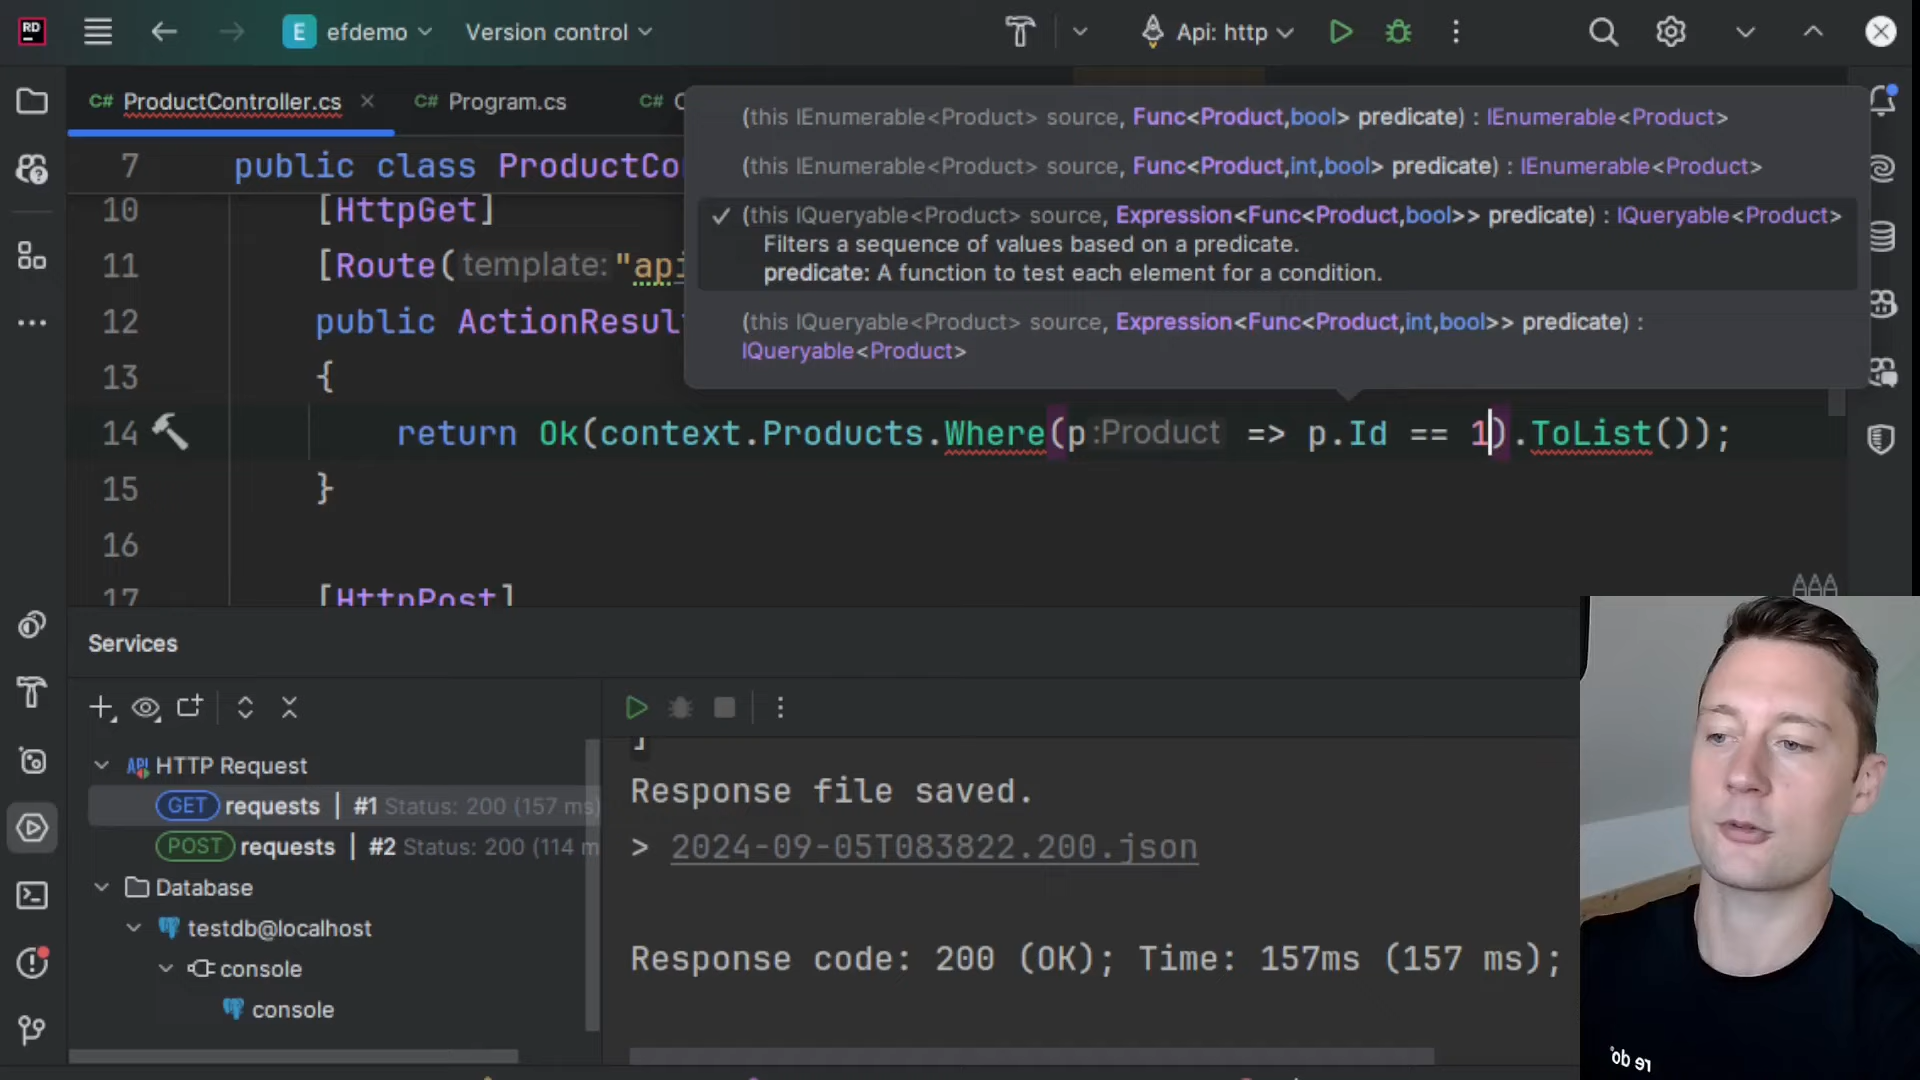 RD
E efdemo
Version control
Api: http
C# ProductController.cs
C# Program.cs
C#
7 public class ProductCo
(this IEnumerable<Product> source, Func<Product,bool> predicate) : IEnumerable<Product>
(this IEnumerable<Product> source, Func<Product,int,bool> predicate) : IEnumerable<Product>
(this IQueryable<Product> source, Expression<Func<Product,bool>> predicate) : IQueryable<Product>
Filters a sequence of values based on a predicate.
predicate: A function to test each element for a condition.
(this IQueryable<Product> source, Expression<Func<Product,int,bool>> predicate) :
IQueryable<Product>
10 [HttpGet]
11 [Route(template: "api
12 public ActionResul
13 {
14 return Ok(context.Products.Where(p :Product => p.Id == 1).ToList());
15 }
16
17 [HttpPost]
Services
API HTTP Request
GET requests | #1 Status: 200 (157 ms)
POST requests | #2 Status: 200 (114 m
Database
testdb@localhost
console
console
]
Response file saved.
> 2024-09-05T083822.200.json
Response code: 200 (OK); Time: 157ms (157 ms);